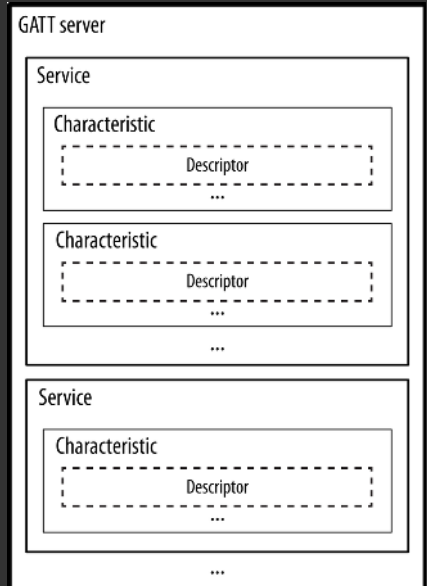 GATT server
Service
Characteristic
Descriptor
...
Characteristic
Descriptor
...
...
Service
Characteristic
Descriptor
...
...